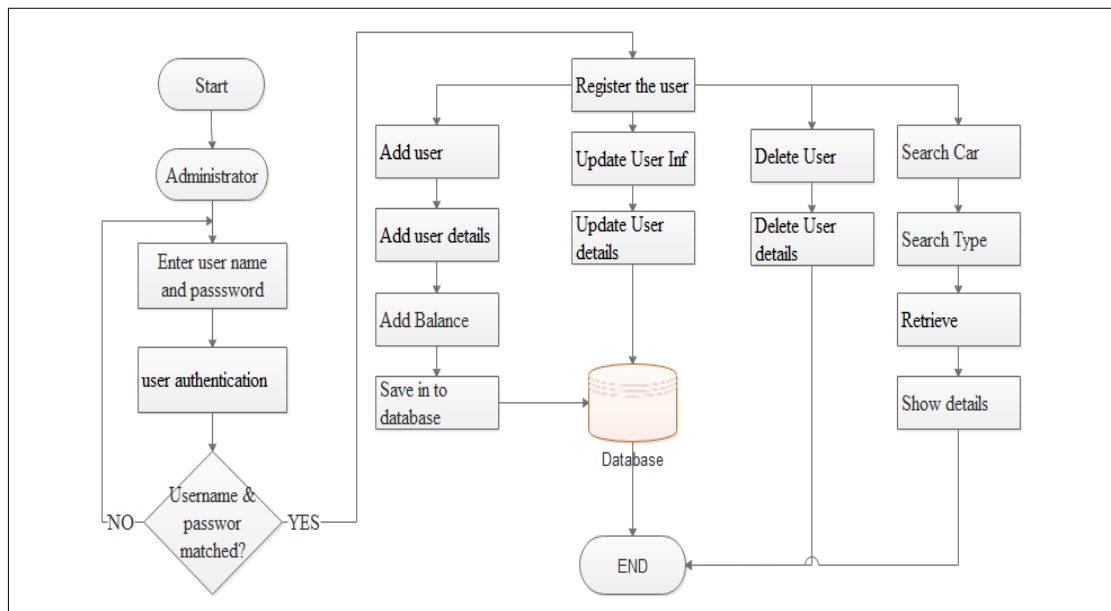 Start
Administrator
Enter user name
and passsword
user authentication
Username &
passwor
matched?
NO
YES
Register the user
Add user
Add user details
Add Balance
Save in to
database
Update User Inf
Update User
details
Database
Delete User
Delete User
details
Search Car
Search Type
Retrieve
Show details
END